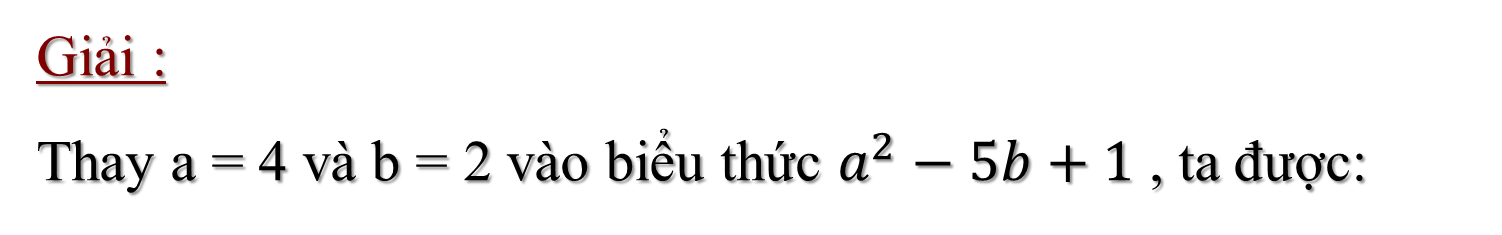 Giải :
Thay a = 4 và b = 2 vào biểu thức 𝑎² − 5𝑏 + 1 , ta được: